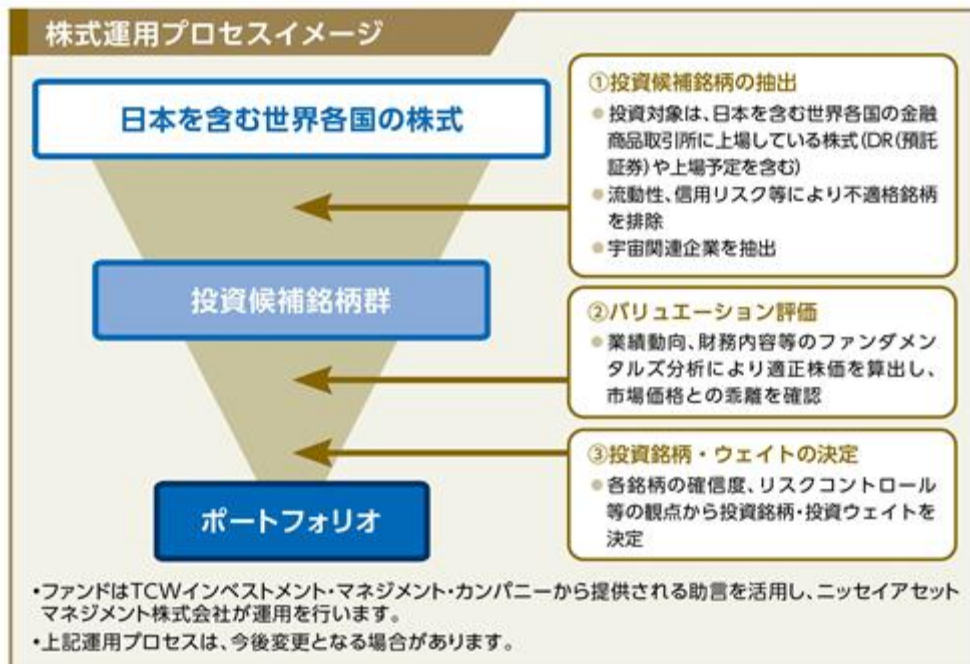 株式運用プロセスイメージ
日本を含む世界各国の株式
①投資候補銘柄の抽出
●投資対象は、日本を含む世界各国の金融
商品取引所に上場している株式(DR(預託
証券)や上場予定を含む)
●流動性、信用リスク等により不適格銘柄
を排除
●宇宙関連企業を抽出
投資候補銘柄群
②バリュエーション評価
●業績動向、財務内容等のファンダメン
タルズ分析により適正株価を算出し、
市場価格との乖離を確認
③投資銘柄・ウェイトの決定
●各銘柄の確信度、リスクコントロール
等の観点から投資銘柄・投資ウェイトを
決定
ポートフォリオ
・ファンドはTCWインベストメント・マネジメント・カンパニーから提供される助言を活用し、ニッセイアセット
マネジメント株式会社が運用を行います。
・上記運用プロセスは、今後変更となる場合があります。